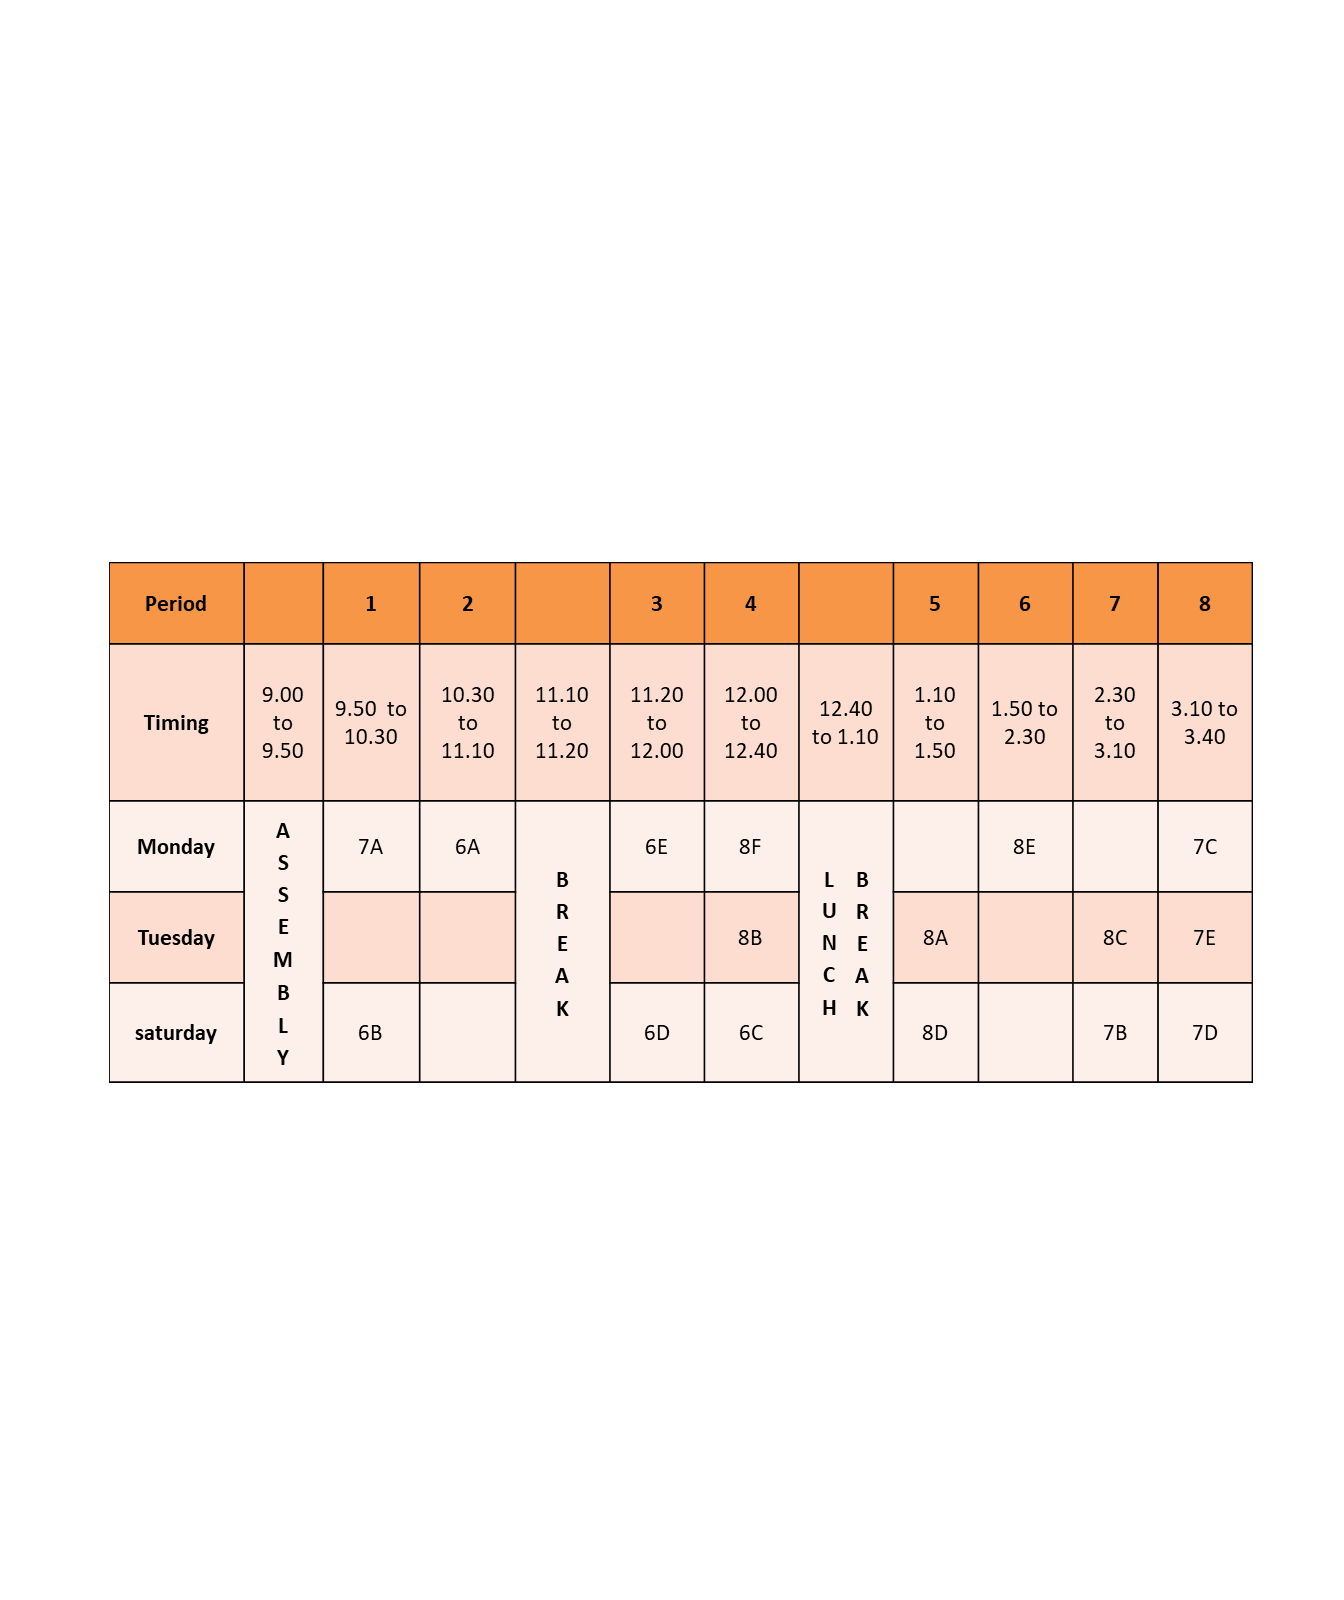 Period 1 2 3 4 5 6 7 8
Timing 9.00 to 9.50 9.50 to 10.30 10.30 to 11.10 11.10 to 11.20 11.20 to 12.00 12.00 to 12.40 12.40 to 1.10 1.10 to 1.50 1.50 to 2.30 2.30 to 3.10 3.10 to 3.40
ASSEMBLY
BREAK
LUNCH BREAK
Monday 7A 6A 6E 8F 8E 7C
Tuesday 8B 8A 8C 7E
saturday 6B 6D 6C 8D 7B 7D